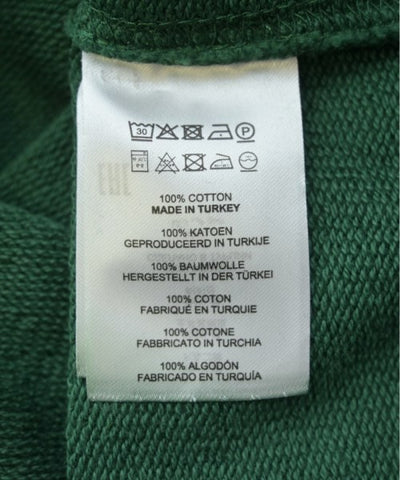 30 P
100% COTTON
MADE IN TURKEY
100% KATOEN
GEPRODUCEERD IN TURKIJE
100% BAUMWOLLE
HERGESTELLT IN DER TÜRKEI
100% COTON
FABRIQUÉ EN TURQUIE
100% COTONE
FABBRICATO IN TURCHIA
100% ALGODÓN
FABRICADO EN TURQUÍA